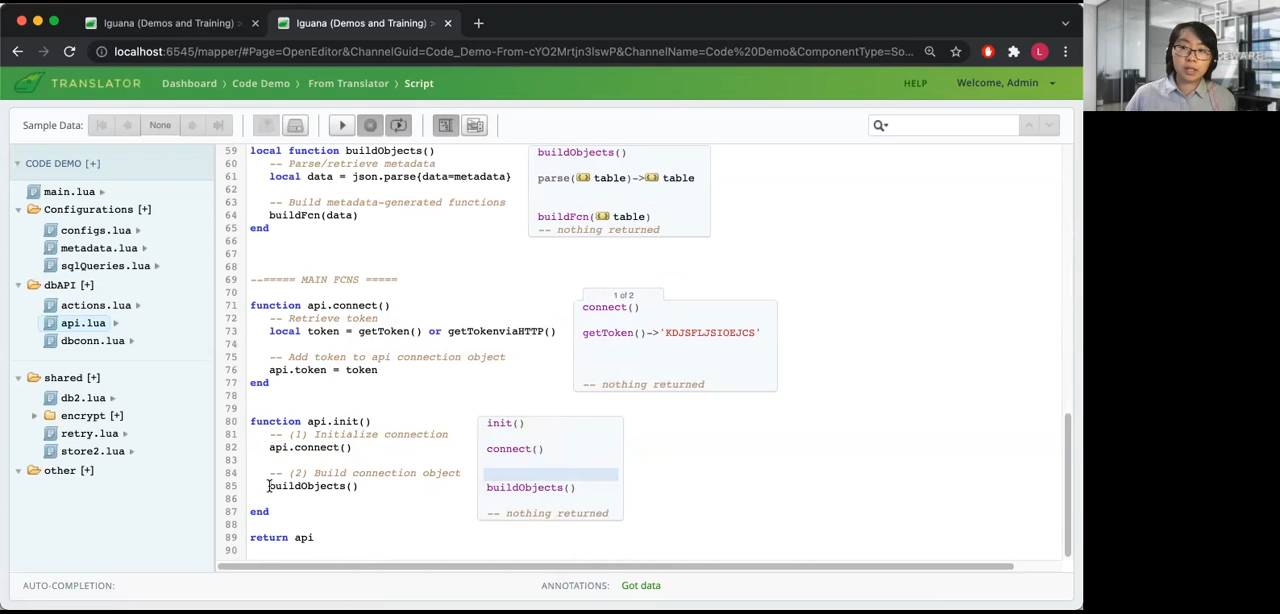 Iguana (Demos and Training) >
Iguana (Demos and Training) >
localhost:6545/mapper/#Page=OpenEditor&ChannelGuid=Code_Demo-From-cYO2Mrtjn3lswP&ChannelName=Code%20Demo&ComponentType=So...
L
TRANSLATOR Dashboard > Code Demo > From Translator > Script
HELP Welcome, Admin
Sample Data: None
CODE DEMO [+]
main.lua
Configurations [+]
configs.lua
metadata.lua
sqlQueries.lua
dbAPI [+]
actions.lua
api.lua
dbconn.lua
shared [+]
db2.lua
encrypt [+]
retry.lua
store2.lua
other [+]
59 local function buildObjects()
60 -- Parse/retrieve metadata
61 local data = json.parse{data=metadata}
62
63 -- Build metadata-generated functions
64 buildFcn(data)
65 end
66
67
68
69 --===== MAIN FCNS =====
70
71 function api.connect()
72 -- Retrieve token
73 local token = getToken() or getTokenviaHTTP()
74
75 -- Add token to api connection object
76 api.token = token
77 end
78
79
80 function api.init()
81 -- (1) Initialize connection
82 api.connect()
83
84 -- (2) Build connection object
85 buildObjects()
86
87 end
88
89 return api
90
buildObjects()
parse( table)-> table
buildFcn( table)
-- nothing returned
1 of 2
connect()
getToken()->'KDJSFLJSIOEJCS'
-- nothing returned
init()
connect()
buildObjects()
-- nothing returned
AUTO-COMPLETION:
ANNOTATIONS: Got data